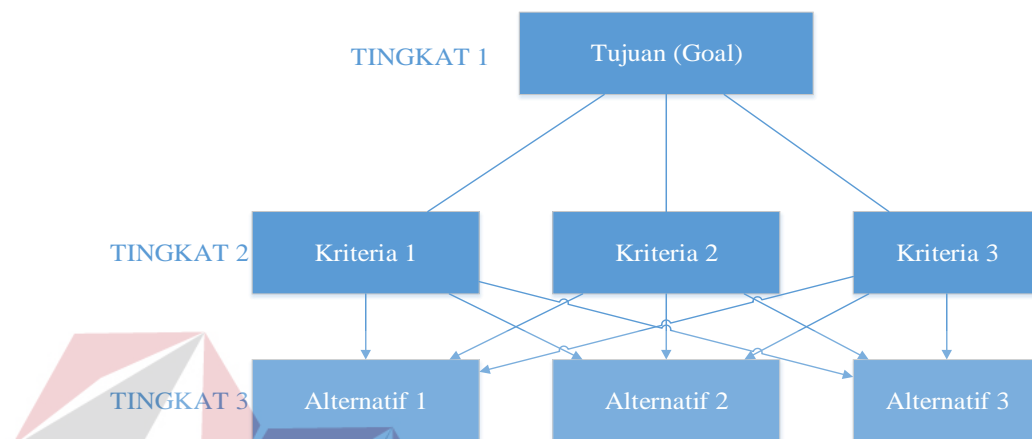 TINGKAT 1
Tujuan (Goal)
TINGKAT 2
Kriteria 1
Kriteria 2
Kriteria 3
TINGKAT 3
Alternatif 1
Alternatif 2
Alternatif 3